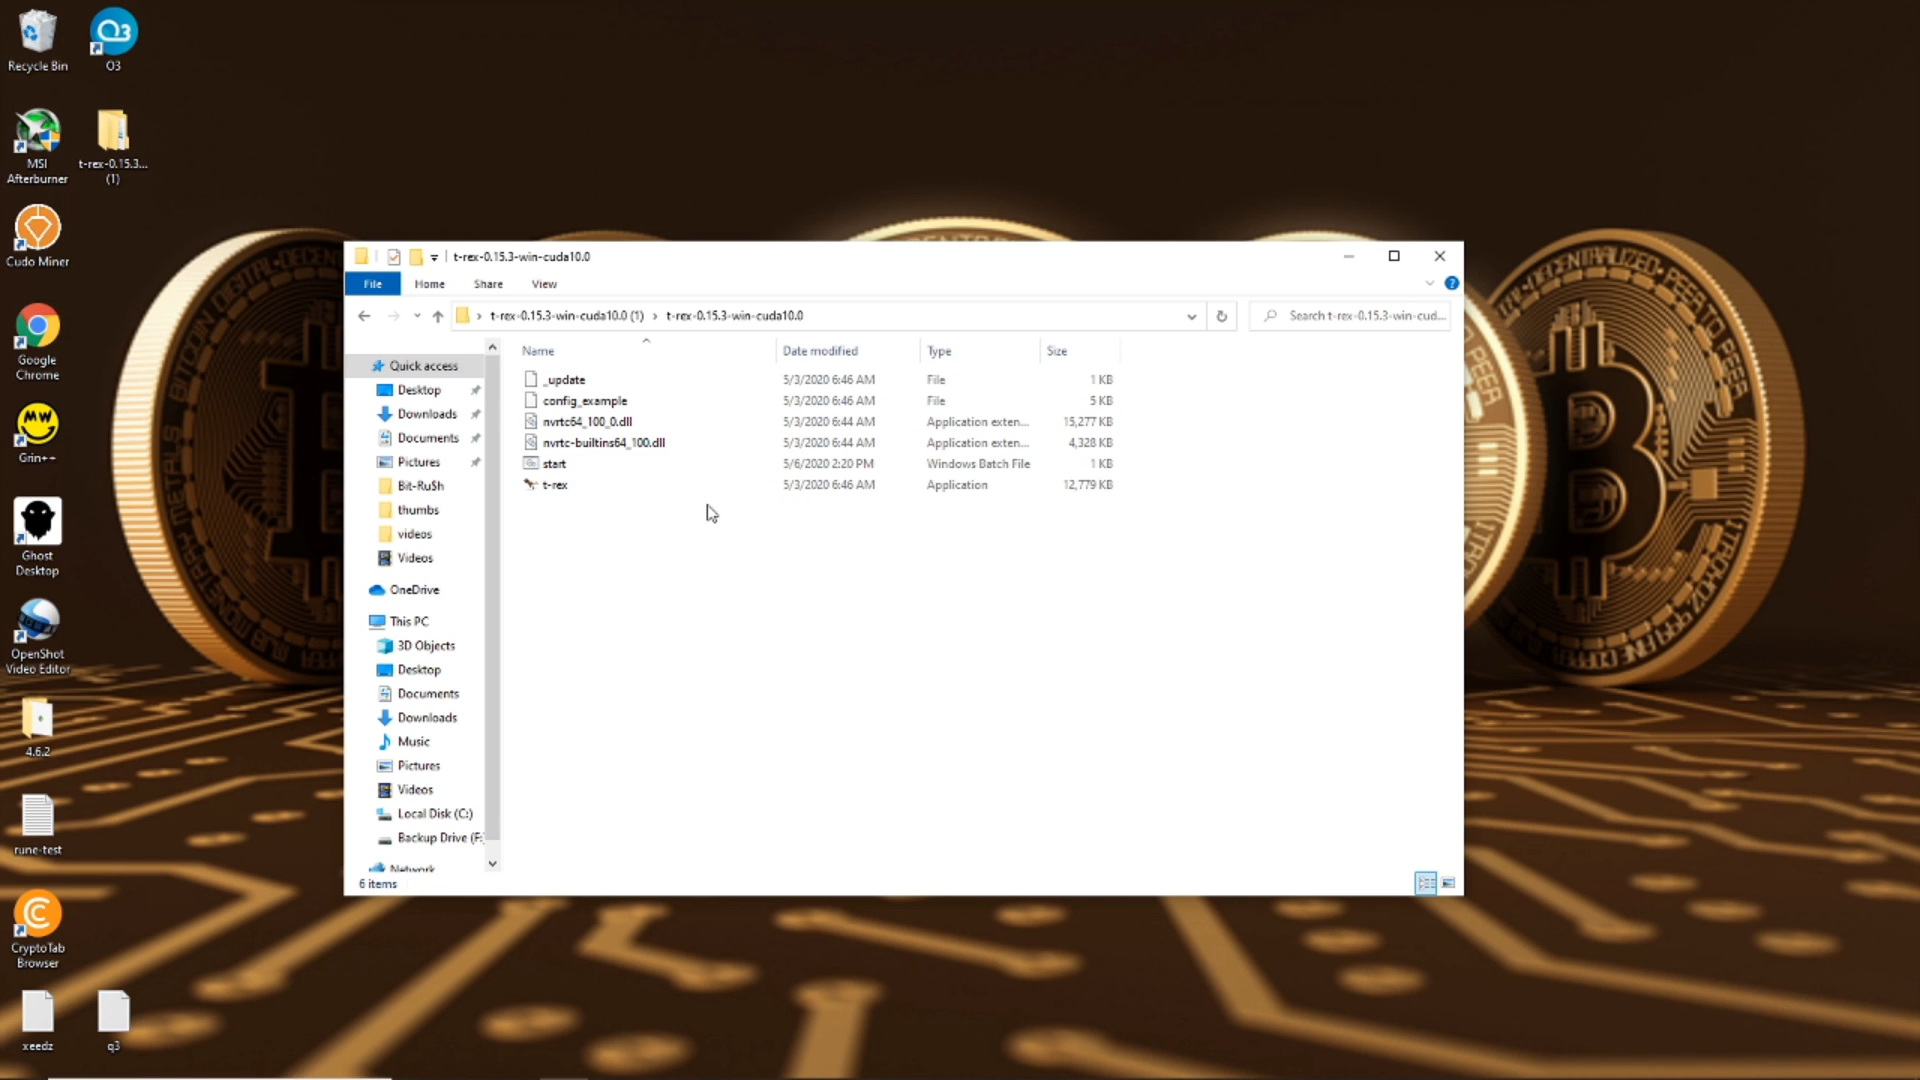 Recycle Bin
O3
MSI
Afterburner
t-rex-0.15.3...
(1)
Cudo Miner
Google
Chrome
Grin++
Ghost
Desktop
OpenShot
Video Editor
4.6.2
rune-test
CryptoTab
Browser
xeedz
q3
t-rex-0.15.3-win-cuda10.0
File
Home
Share
View
t-rex-0.15.3-win-cuda10.0 (1) › t-rex-0.15.3-win-cuda10.0
Search t-rex-0.15.3-win-cud...
Quick access
Desktop
Downloads
Documents
Pictures
Bit-Ru$h
thumbs
videos
Videos
OneDrive
This PC
3D Objects
Desktop
Documents
Downloads
Music
Pictures
Videos
Local Disk (C:)
Backup Drive (F:
Network
Name Date modified Type Size
_update 5/3/2020 6:46 AM File 1 KB
config_example 5/3/2020 6:46 AM File 5 KB
nvrtc64_100_0.dll 5/3/2020 6:44 AM Application exten... 15,277 KB
nvrtc-builtins64_100.dll 5/3/2020 6:44 AM Application exten... 4,328 KB
start 5/6/2020 2:20 PM Windows Batch File 1 KB
t-rex 5/3/2020 6:46 AM Application 12,779 KB
6 items